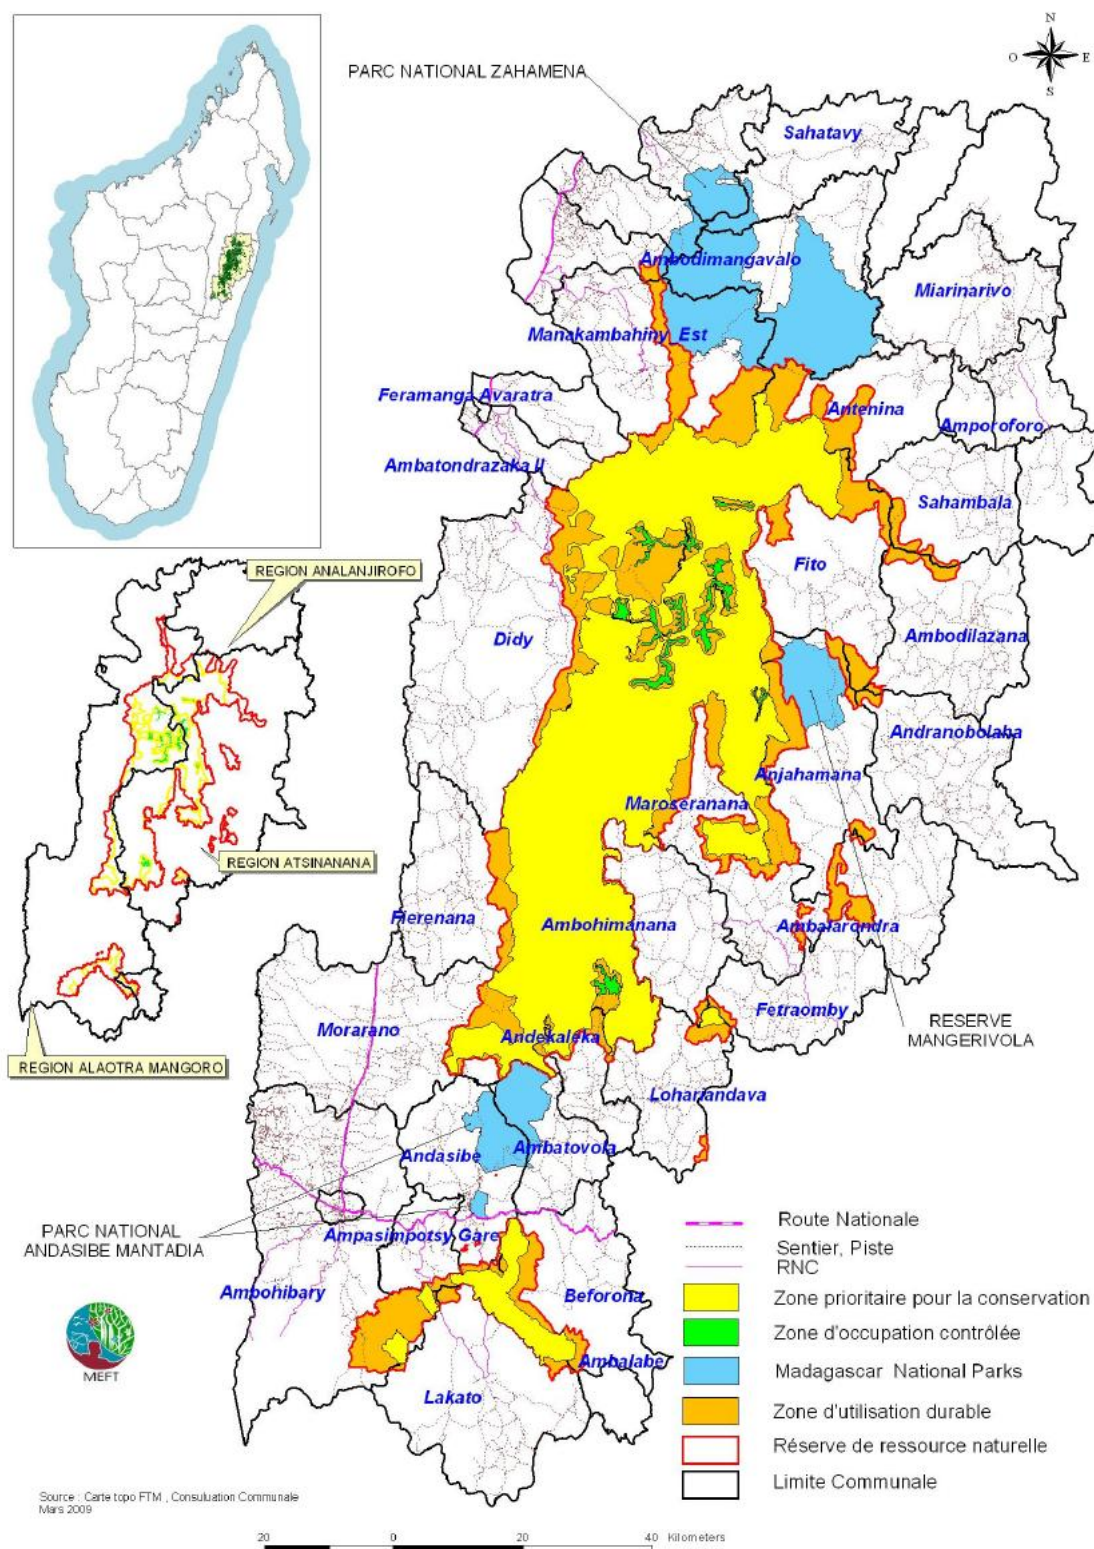 N
O
E
S
PARC NATIONAL ZAHAMENA
Sahatavy
Ambodimangavalo
Miarinarivo
Manakambahiny Est
Feramanga Avaratra
Antenina
Amporoforo
Ambatondrazaka II
Sahambala
REGION ANALANJIROFO
Fito
Didy
Ambodilazana
Andranobolaha
Anjahamana
Maroseranana
REGION ATSINANANA
Fierenana
Ambohimanana
Ambalarondra
Fetraomby
RESERVE
MANGERIVOLA
Morarano
Andekaleka
REGION ALAOTRA MANGORO
Lohariandava
Andasibe
Ambatovola
PARC NATIONAL
ANDASIBE MANTADIA
Ampasimpotsy Gare
Ambohibary
Beforona
Ambalabe
Lakato
MEFT
Route Nationale
Sentier, Piste
RNC
Zone prioritaire pour la conservation
Zone d'occupation contrôlée
Madagascar National Parks
Zone d'utilisation durable
Réserve de ressource naturelle
Limite Communale
Source : Carte topo FTM , Consuluation Communale
Mars 2009
20 0 20 40 Kilometers